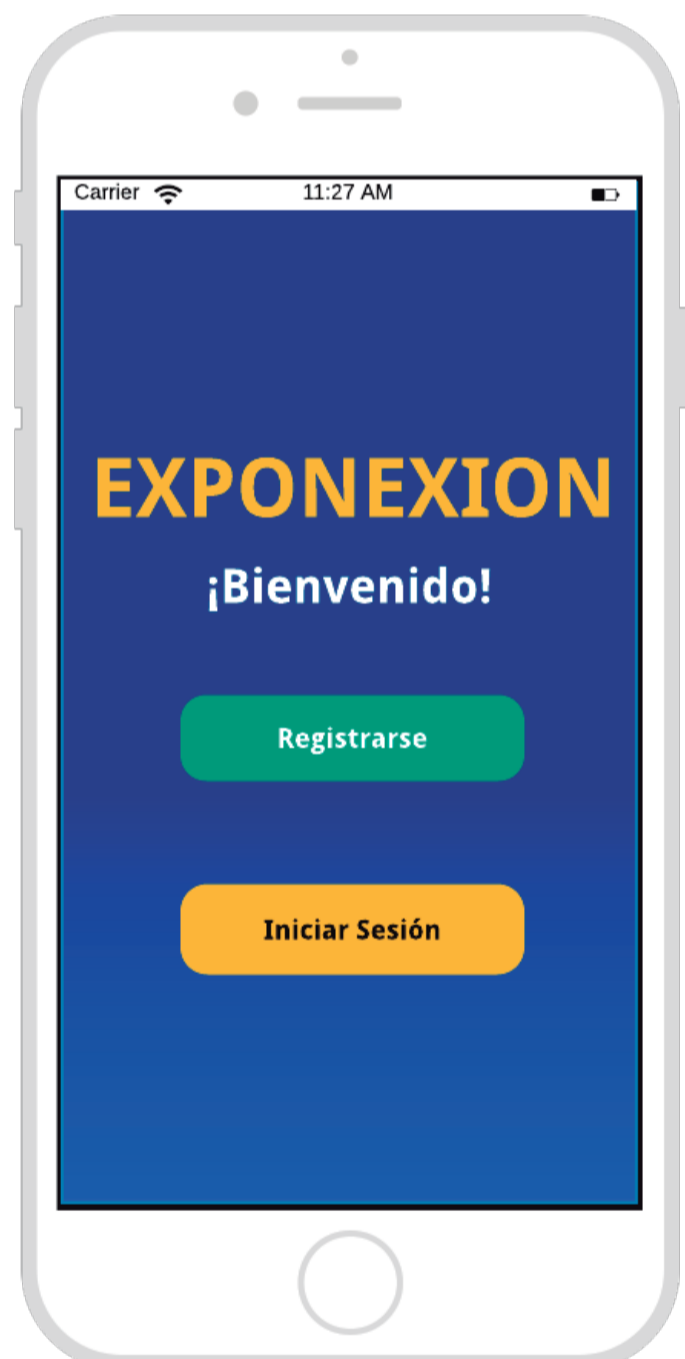 Carrier 11:27 AM
EXPONEXION
¡Bienvenido!
Registrarse
Iniciar Sesión